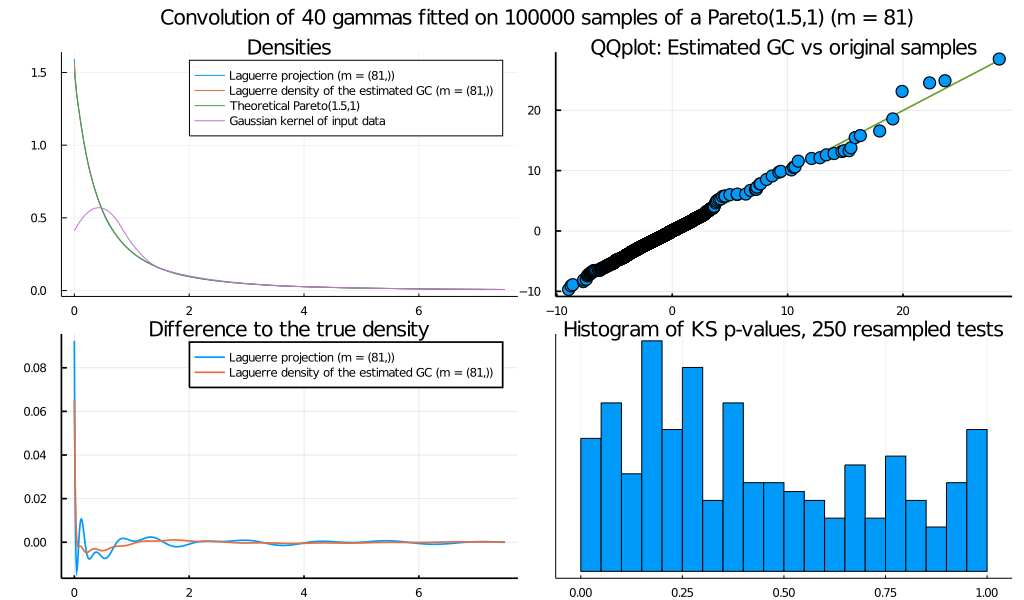 Convolution of 40 gammas fitted on 100000 samples of a Pareto(1.5,1) (m = 81)
Densities
1.5
1.0
0.5
0.0
0
2
4
6
Laguerre projection (m = (81,))
Laguerre density of the estimated GC (m = (81,))
Theoretical Pareto(1.5,1)
Gaussian kernel of input data
QQplot: Estimated GC vs original samples
20
10
0
−10
−10
0
10
20
Difference to the true density
0.08
0.06
0.04
0.02
0.00
0
2
4
6
Laguerre projection (m = (81,))
Laguerre density of the estimated GC (m = (81,))
Histogram of KS p-values, 250 resampled tests
0.00
0.25
0.50
0.75
1.00